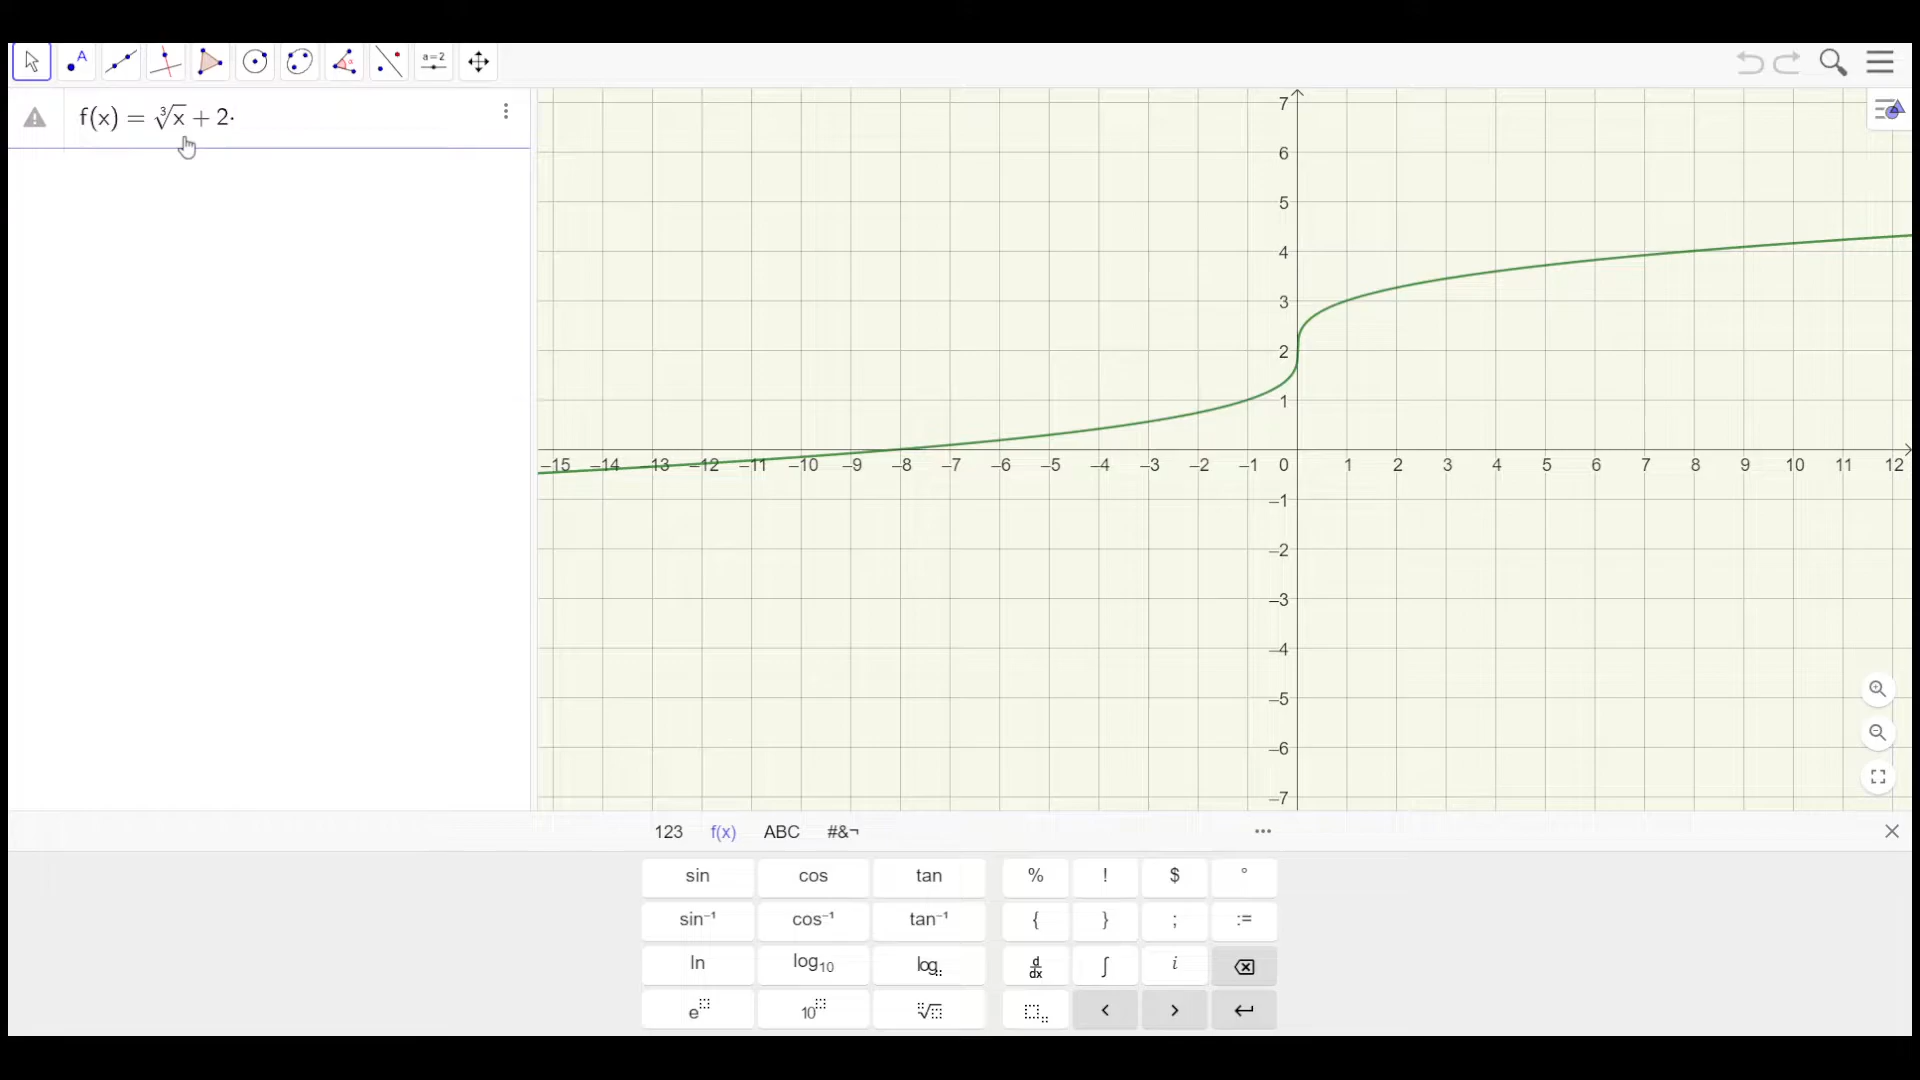 A
α
a=2
f(x) = ∛x + 2·
7
6
5
4
3
2
1
–15 –14 –13 –12 –11 –10 –9 –8 –7 –6 –5 –4 –3 –2 –1 0 1 2 3 4 5 6 7 8 9 10 11 12
–1
–2
–3
–4
–5
–6
–7
123 f(x) ABC #&¬ ...
sin cos tan % ! $ °
sin⁻¹ cos⁻¹ tan⁻¹ { } ; :=
ln log₁₀ log d/dx ∫ i
e 10 √ < >